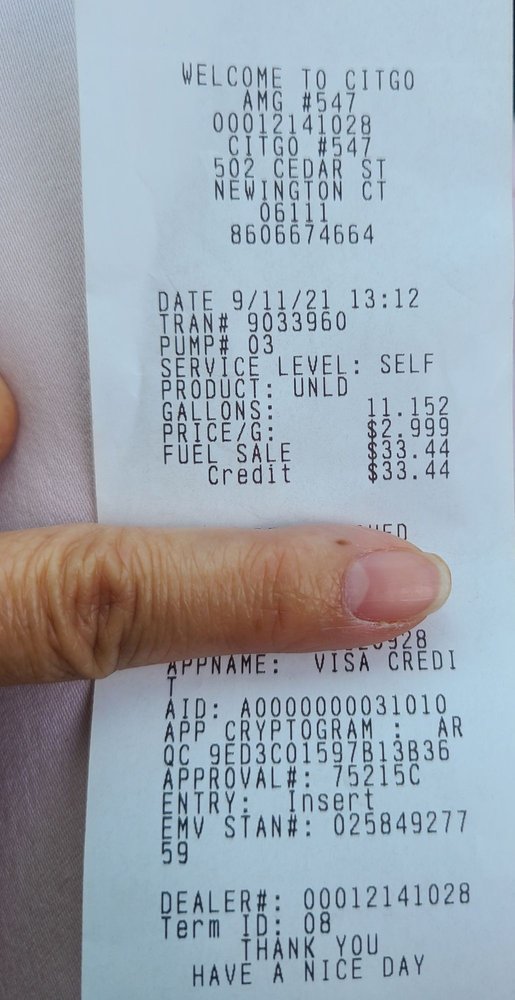 WELCOME TO CITGO
AMG #547
00012141028
CITGO #547
502 CEDAR ST
NEWINGTON CT
06111
8606674664
DATE 9/11/21 13:12
TRAN# 9033960
PUMP# 03
SERVICE LEVEL: SELF
PRODUCT: UNLD
GALLONS: 11.152
PRICE/G: $2.999
FUEL SALE $33.44
Credit $33.44
APPNAME: VISA CREDI
T
AID: A0000000031010
APP CRYPTOGRAM : AR
QC 9ED3C01597B13B36
APPROVAL#: 75215C
ENTRY: Insert
EMV STAN#: 025849277
59
DEALER#: 00012141028
Term ID: 08
THANK YOU
HAVE A NICE DAY